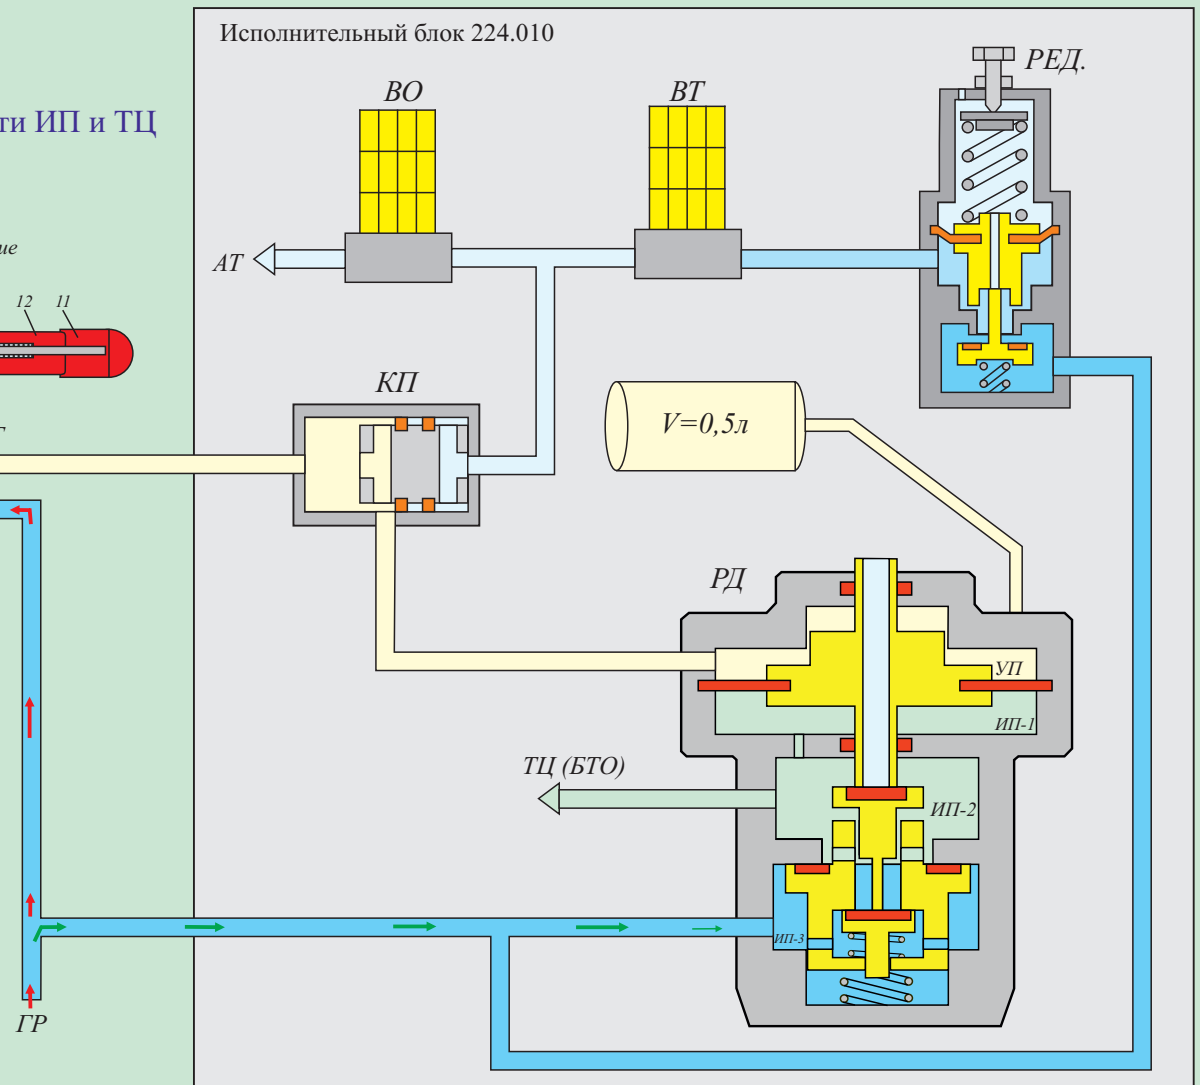 Исполнительный блок 224.010
РЕД.
ВО
ВТ
ти ИП и ТЦ
ие
АТ
12 11
КП
V=0,5л
РД
УП
ИП-1
ТЦ (БТО)
ИП-2
ИП-3
ГР